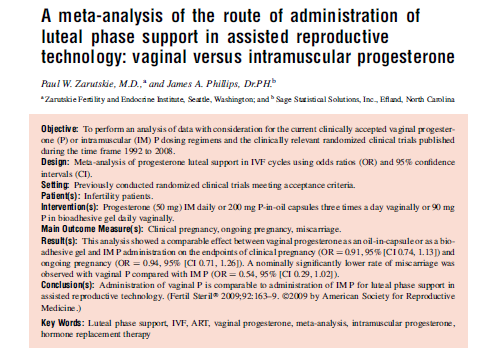 A meta-analysis of the route of administration of
luteal phase support in assisted reproductive
technology: vaginal versus intramuscular progesterone
Paul W. Zarutskie, M.D.,a and James A. Phillips, Dr.PH.b
a Zarutskie Fertility and Endocrine Institute, Seattle, Washington; and b Sage Statistical Solutions, Inc., Efland, North Carolina
Objective: To perform an analysis of data with consideration for the current clinically accepted vaginal progester-
one (P) or intramuscular (IM) P dosing regimens and the clinically relevant randomized clinical trials published
during the time frame 1992 to 2008.
Design: Meta-analysis of progesterone luteal support in IVF cycles using odds ratios (OR) and 95% confidence
intervals (CI).
Setting: Previously conducted randomized clinical trials meeting acceptance criteria.
Patient(s): Infertility patients.
Intervention(s): Progesterone (50 mg) IM daily or 200 mg P-in-oil capsules three times a day vaginally or 90 mg
P in bioadhesive gel daily vaginally.
Main Outcome Measure(s): Clinical pregnancy, ongoing pregnancy, miscarriage.
Result(s): This analysis showed a comparable effect between vaginal progesterone as an oil-in-capsule or as a bio-
adhesive gel and IM P administration on the endpoints of clinical pregnancy (OR = 0.91, 95% [CI 0.74, 1.13]) and
ongoing pregnancy (OR = 0.94, 95% [CI 0.71, 1.26]). A nominally significantly lower rate of miscarriage was
observed with vaginal P compared with IM P (OR = 0.54, 95% [CI 0.29, 1.02]).
Conclusion(s): Administration of vaginal P is comparable to administration of IM P for luteal phase support in
assisted reproductive technology. (Fertil Steril® 2009;92:163–9. ©2009 by American Society for Reproductive
Medicine.)
Key Words: Luteal phase support, IVF, ART, vaginal progesterone, meta-analysis, intramuscular progesterone,
hormone replacement therapy